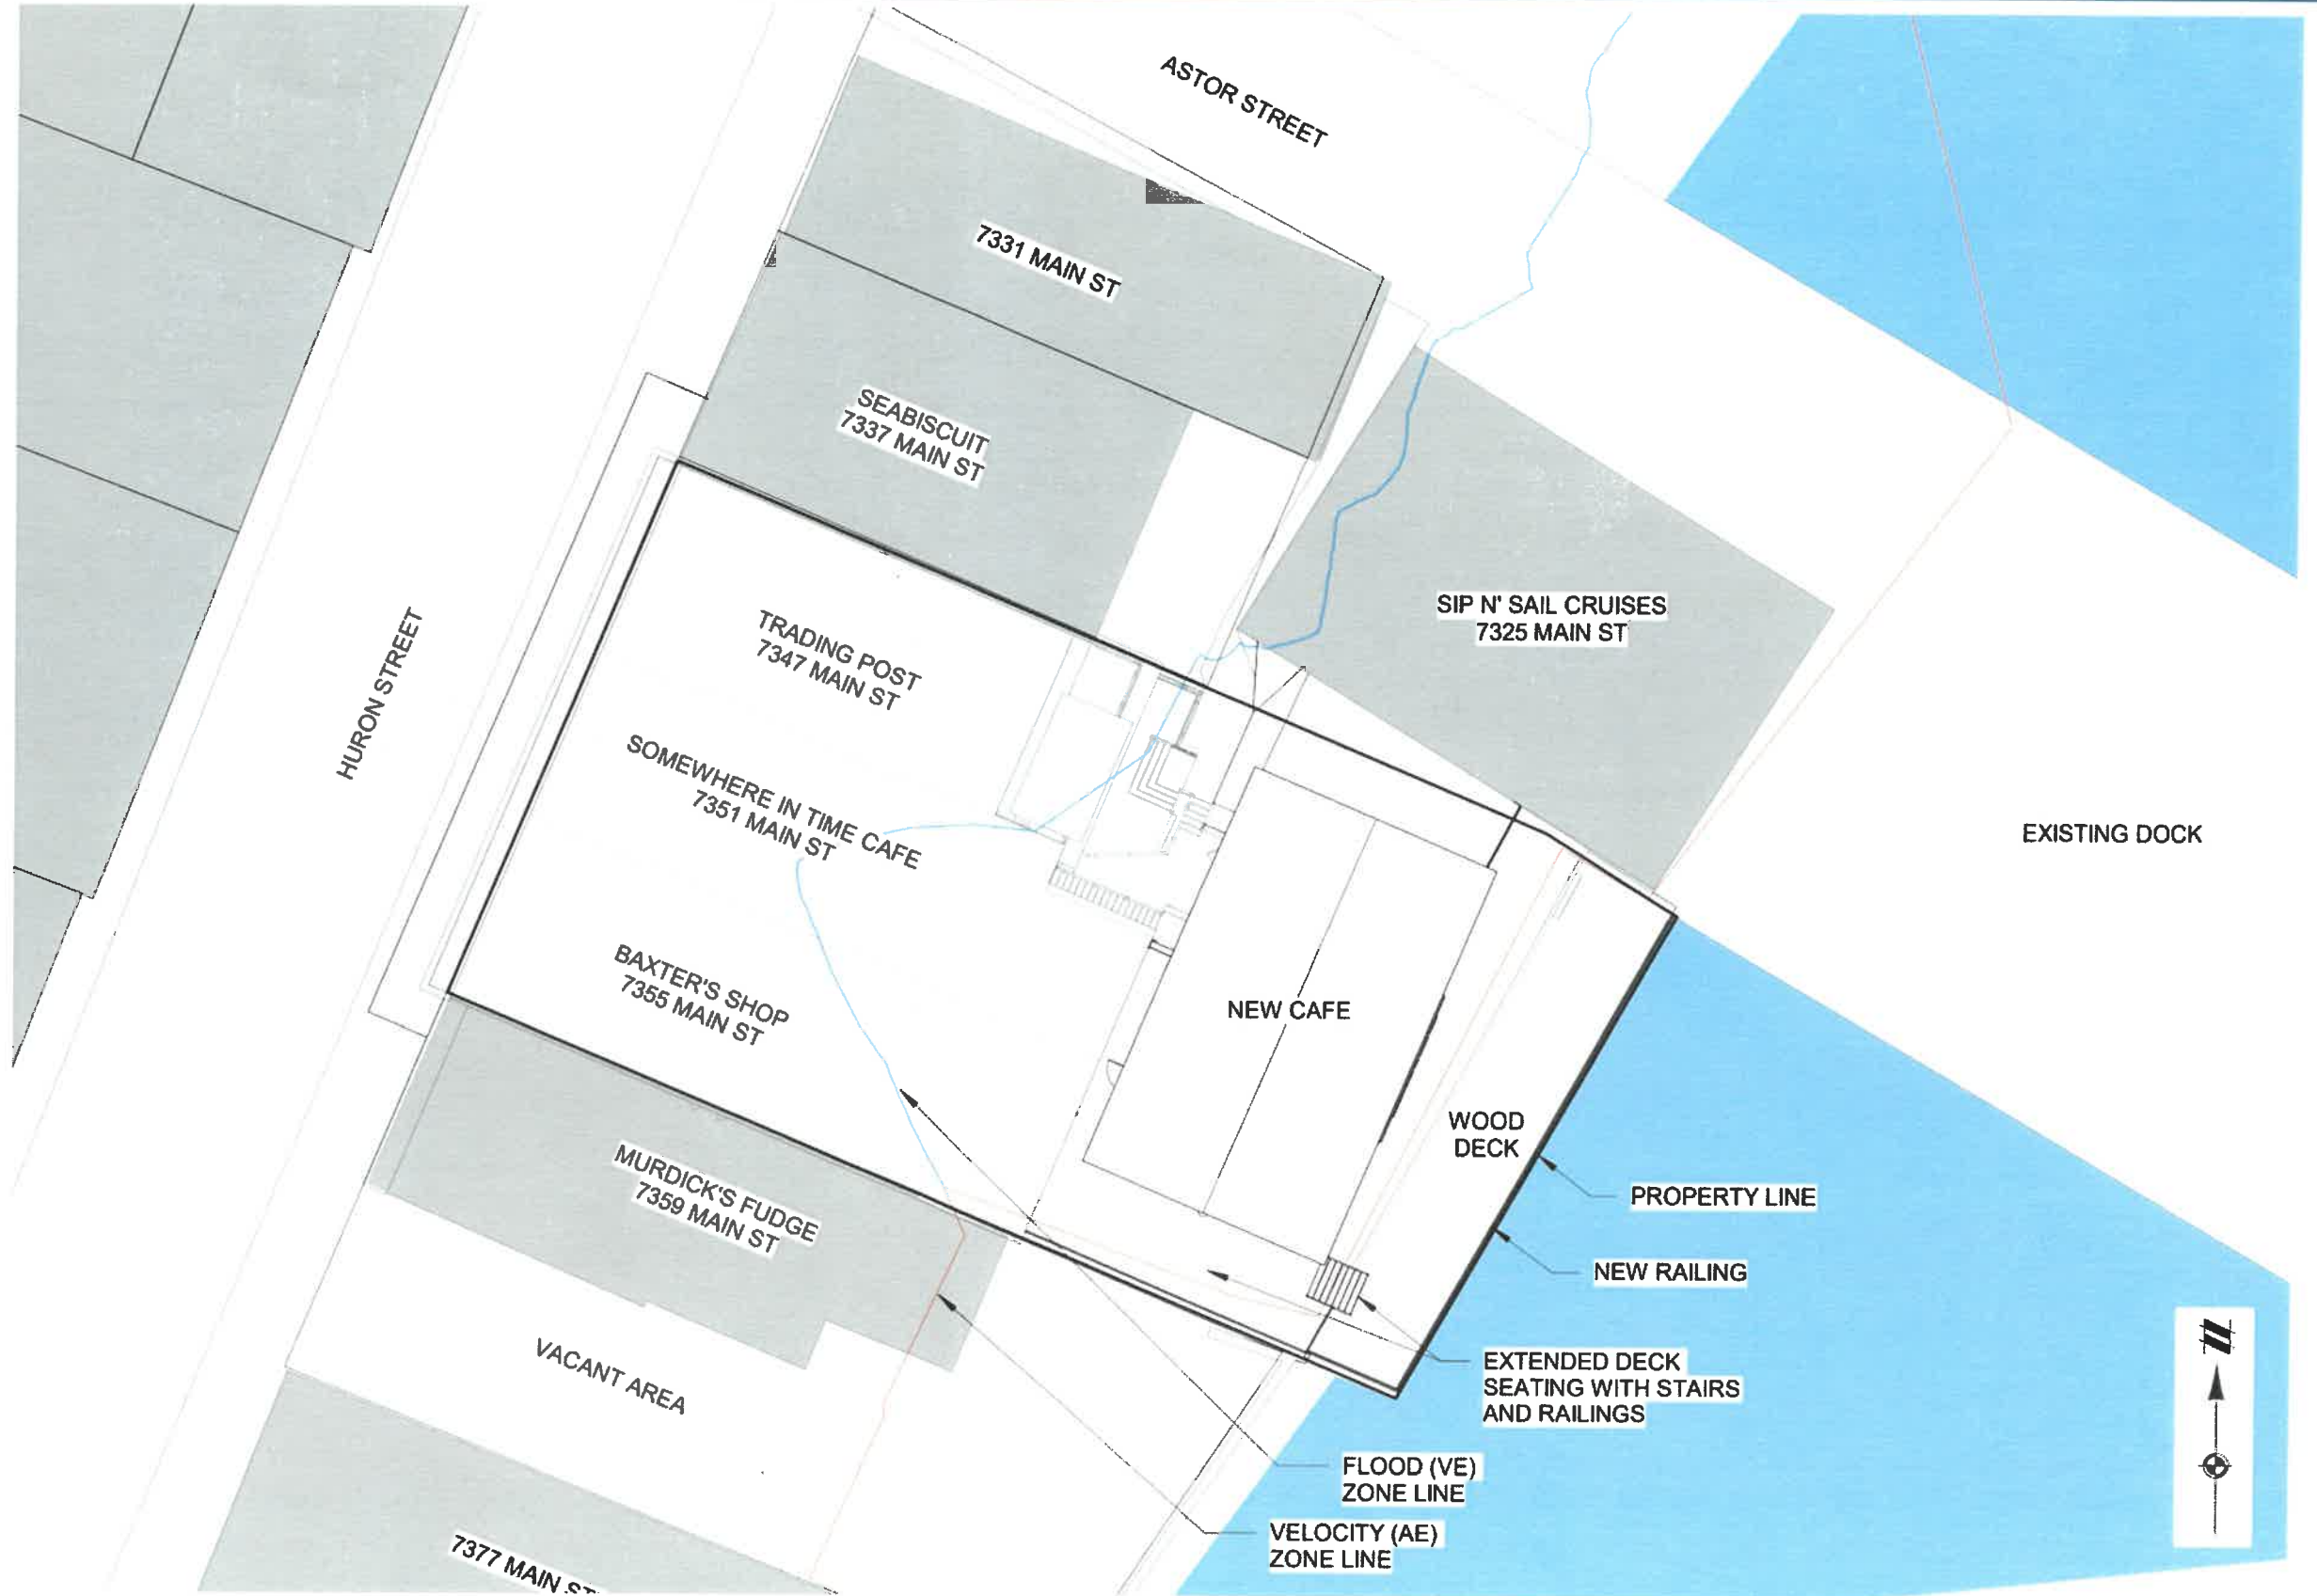 ASTOR STREET
7331 MAIN ST
SEABISCUIT
7337 MAIN ST
SIP N' SAIL CRUISES
7325 MAIN ST
TRADING POST
7347 MAIN ST
HURON STREET
SOMEWHERE IN TIME CAFE
7351 MAIN ST
EXISTING DOCK
BAXTER'S SHOP
7355 MAIN ST
NEW CAFE
WOOD
DECK
MURDICK'S FUDGE
7359 MAIN ST
PROPERTY LINE
NEW RAILING
VACANT AREA
EXTENDED DECK
SEATING WITH STAIRS
AND RAILINGS
FLOOD (VE)
ZONE LINE
VELOCITY (AE)
ZONE LINE
7377 MAIN ST
N